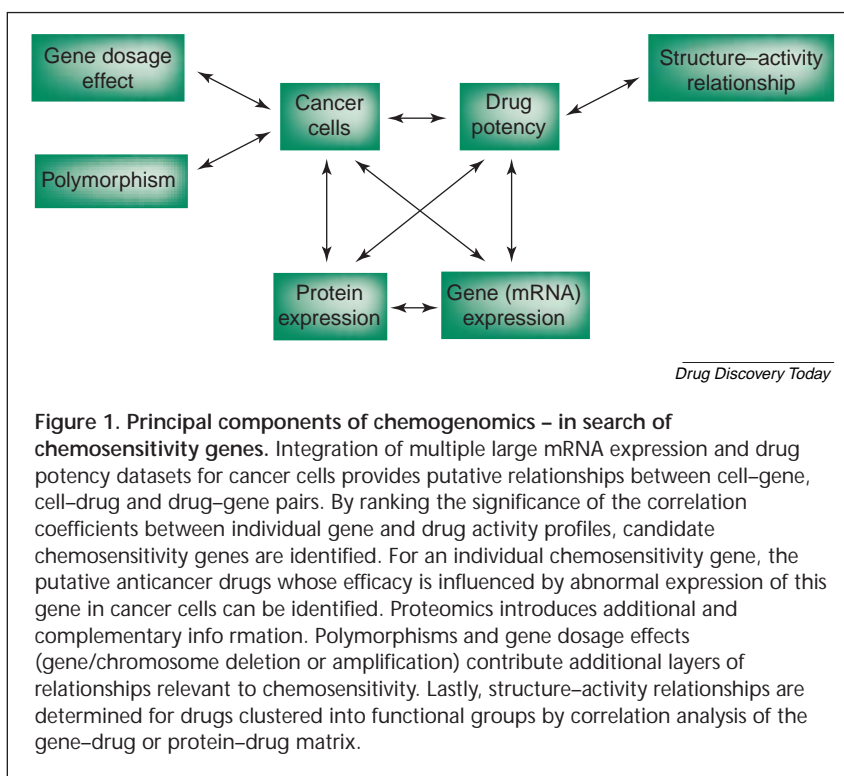 Gene dosage
effect
Structure–activity
relationship
Cancer
cells
Drug
potency
Polymorphism
Protein
expression
Gene (mRNA)
expression
Drug Discovery Today
Figure 1. Principal components of chemogenomics – in search of
chemosensitivity genes. Integration of multiple large mRNA expression and drug
potency datasets for cancer cells provides putative relationships between cell–gene,
cell–drug and drug–gene pairs. By ranking the significance of the correlation
coefficients between individual gene and drug activity profiles, candidate
chemosensitivity genes are identified. For an individual chemosensitivity gene, the
putative anticancer drugs whose efficacy is influenced by abnormal expression of this
gene in cancer cells can be identified. Proteomics introduces additional and
complementary info rmation. Polymorphisms and gene dosage effects
(gene/chromosome deletion or amplification) contribute additional layers of
relationships relevant to chemosensitivity. Lastly, structure–activity relationships are
determined for drugs clustered into functional groups by correlation analysis of the
gene–drug or protein–drug matrix.